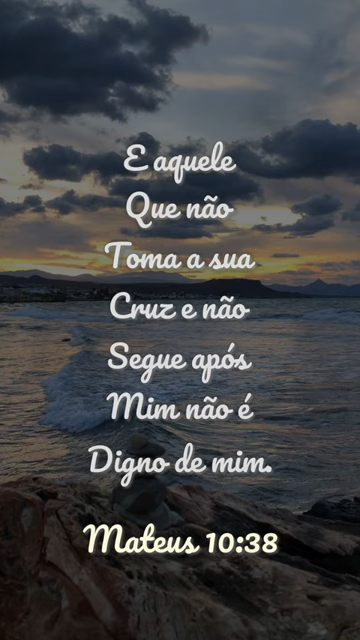 E aquele
Que não
Toma a sua
Cruz e não
Segue após
Mim não é
Digno de mim.
Mateus 10:38